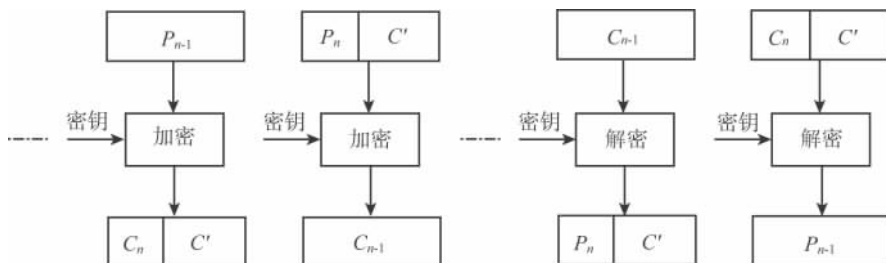 P_{n-1} P_n C' C_{n-1} C_n C'
密钥 加密 密钥 加密 密钥 解密 密钥 解密
C_n C' C_{n-1} P_n C' P_{n-1}